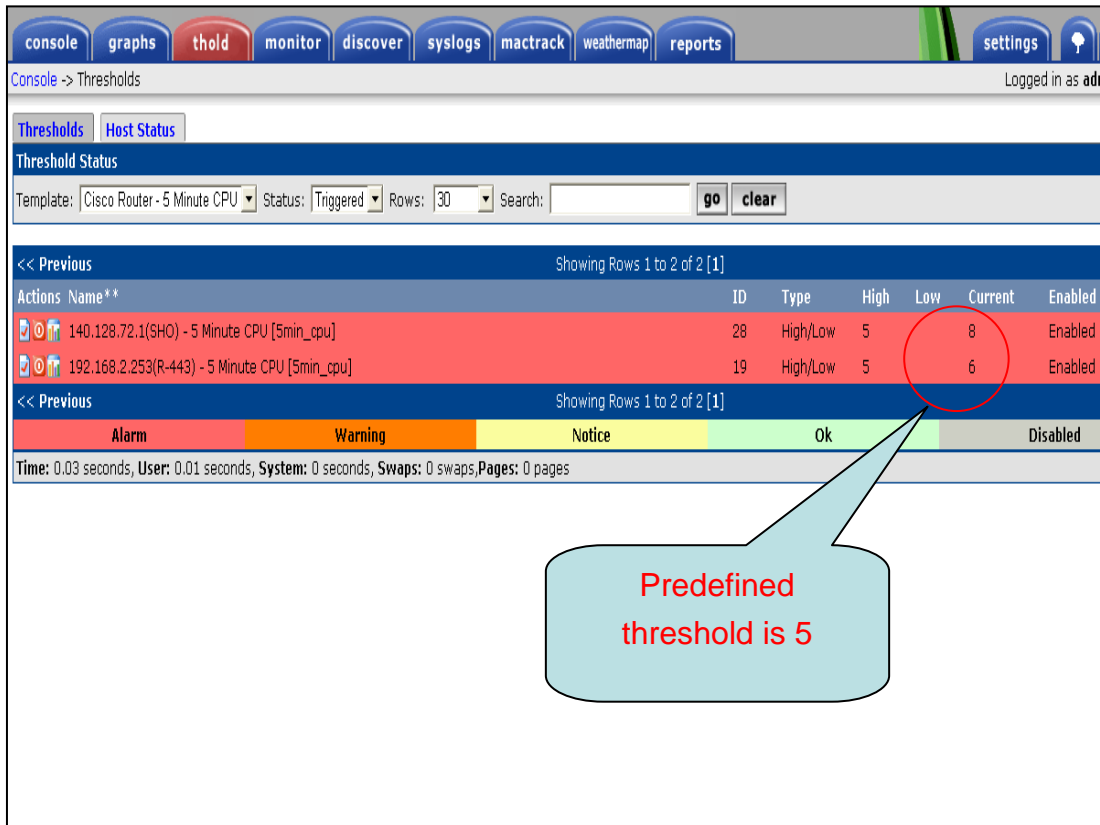 console graphs thold monitor discover syslogs mactrack weathermap reports settings
Console -> Thresholds Logged in as adm
Thresholds Host Status
Threshold Status
Template: Cisco Router - 5 Minute CPU Status: Triggered Rows: 30 Search: go clear
<< Previous Showing Rows 1 to 2 of 2 [1]
Actions Name** ID Type High Low Current Enabled
140.128.72.1(SHO) - 5 Minute CPU [5min_cpu] 28 High/Low 5 8 Enabled
192.168.2.253(R-443) - 5 Minute CPU [5min_cpu] 19 High/Low 5 6 Enabled
<< Previous Showing Rows 1 to 2 of 2 [1]
Alarm Warning Notice Ok Disabled
Time: 0.03 seconds, User: 0.01 seconds, System: 0 seconds, Swaps: 0 swaps,Pages: 0 pages
Predefined
threshold is 5